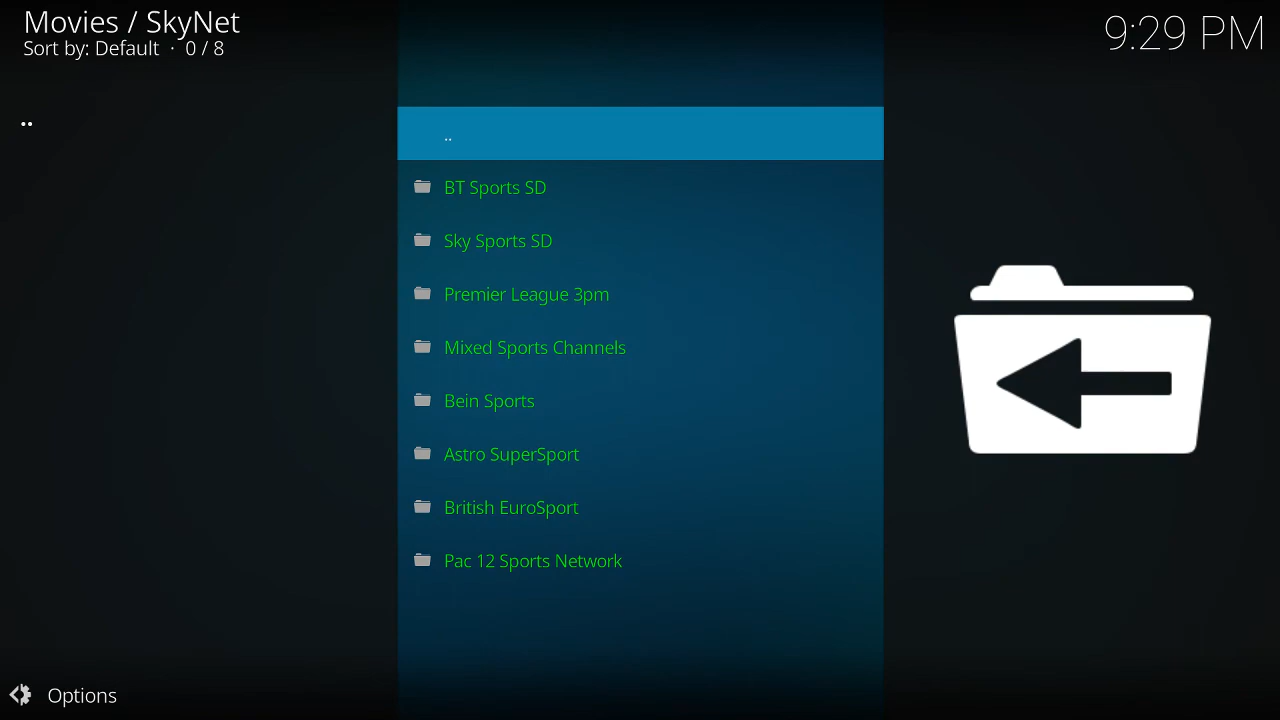 Movies / SkyNet
Sort by: Default · 0 / 8
9:29 PM
..
..
BT Sports SD
Sky Sports SD
Premier League 3pm
Mixed Sports Channels
Bein Sports
Astro SuperSport
British EuroSport
Pac 12 Sports Network
Options